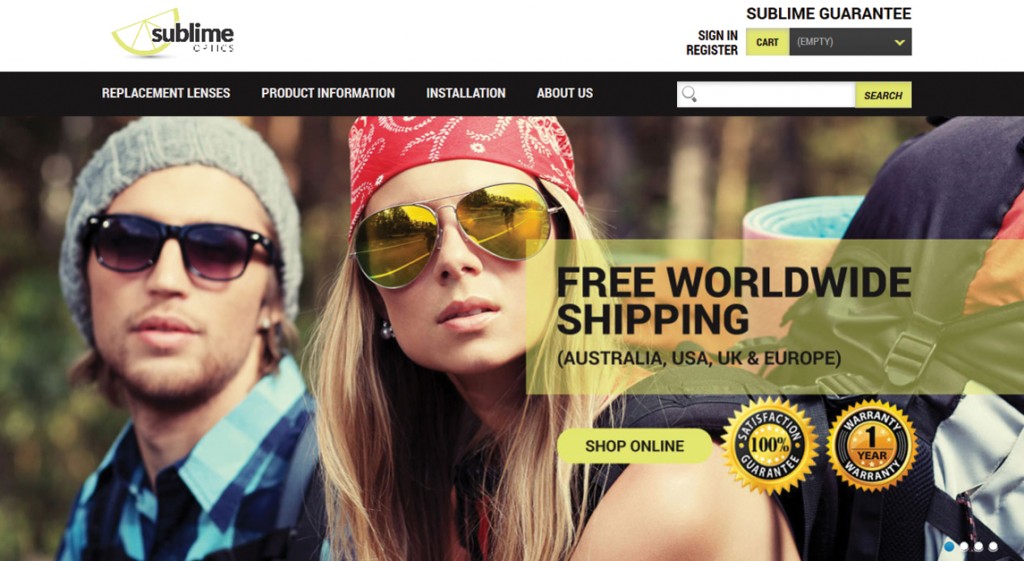 sublime
OPTICS
SUBLIME GUARANTEE
SIGN IN
REGISTER
CART
(EMPTY)
REPLACEMENT LENSES
PRODUCT INFORMATION
INSTALLATION
ABOUT US
SEARCH
FREE WORLDWIDE
SHIPPING
(AUSTRALIA, USA, UK & EUROPE)
SHOP ONLINE
SATISFACTION
100%
GUARANTEE
WARRANTY
1
YEAR
WARRANTY